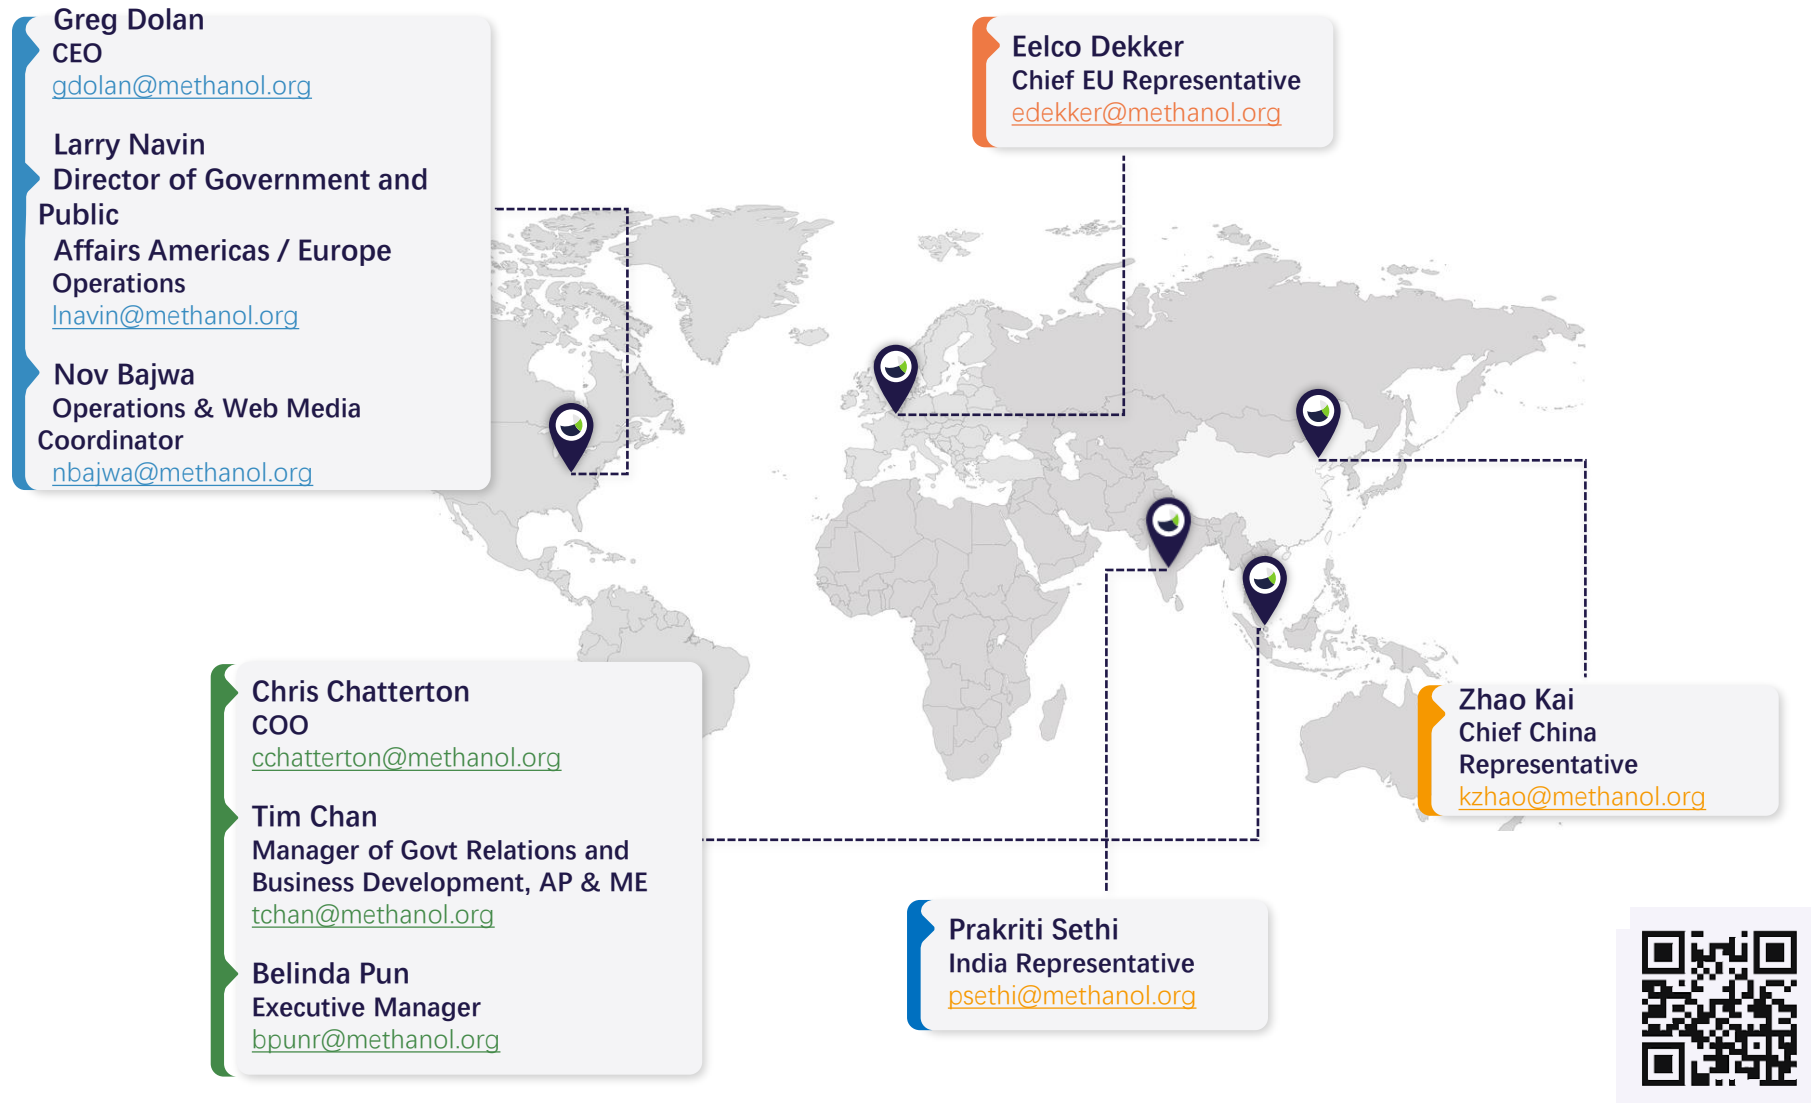 Greg Dolan
CEO
gdolan@methanol.org
Larry Navin
Director of Government and
Public
Affairs Americas / Europe
Operations
lnavin@methanol.org
Nov Bajwa
Operations & Web Media
Coordinator
nbajwa@methanol.org
Eelco Dekker
Chief EU Representative
edekker@methanol.org
Chris Chatterton
COO
cchatterton@methanol.org
Tim Chan
Manager of Govt Relations and
Business Development, AP & ME
tchan@methanol.org
Belinda Pun
Executive Manager
bpunr@methanol.org
Prakriti Sethi
India Representative
psethi@methanol.org
Zhao Kai
Chief China
Representative
kzhao@methanol.org